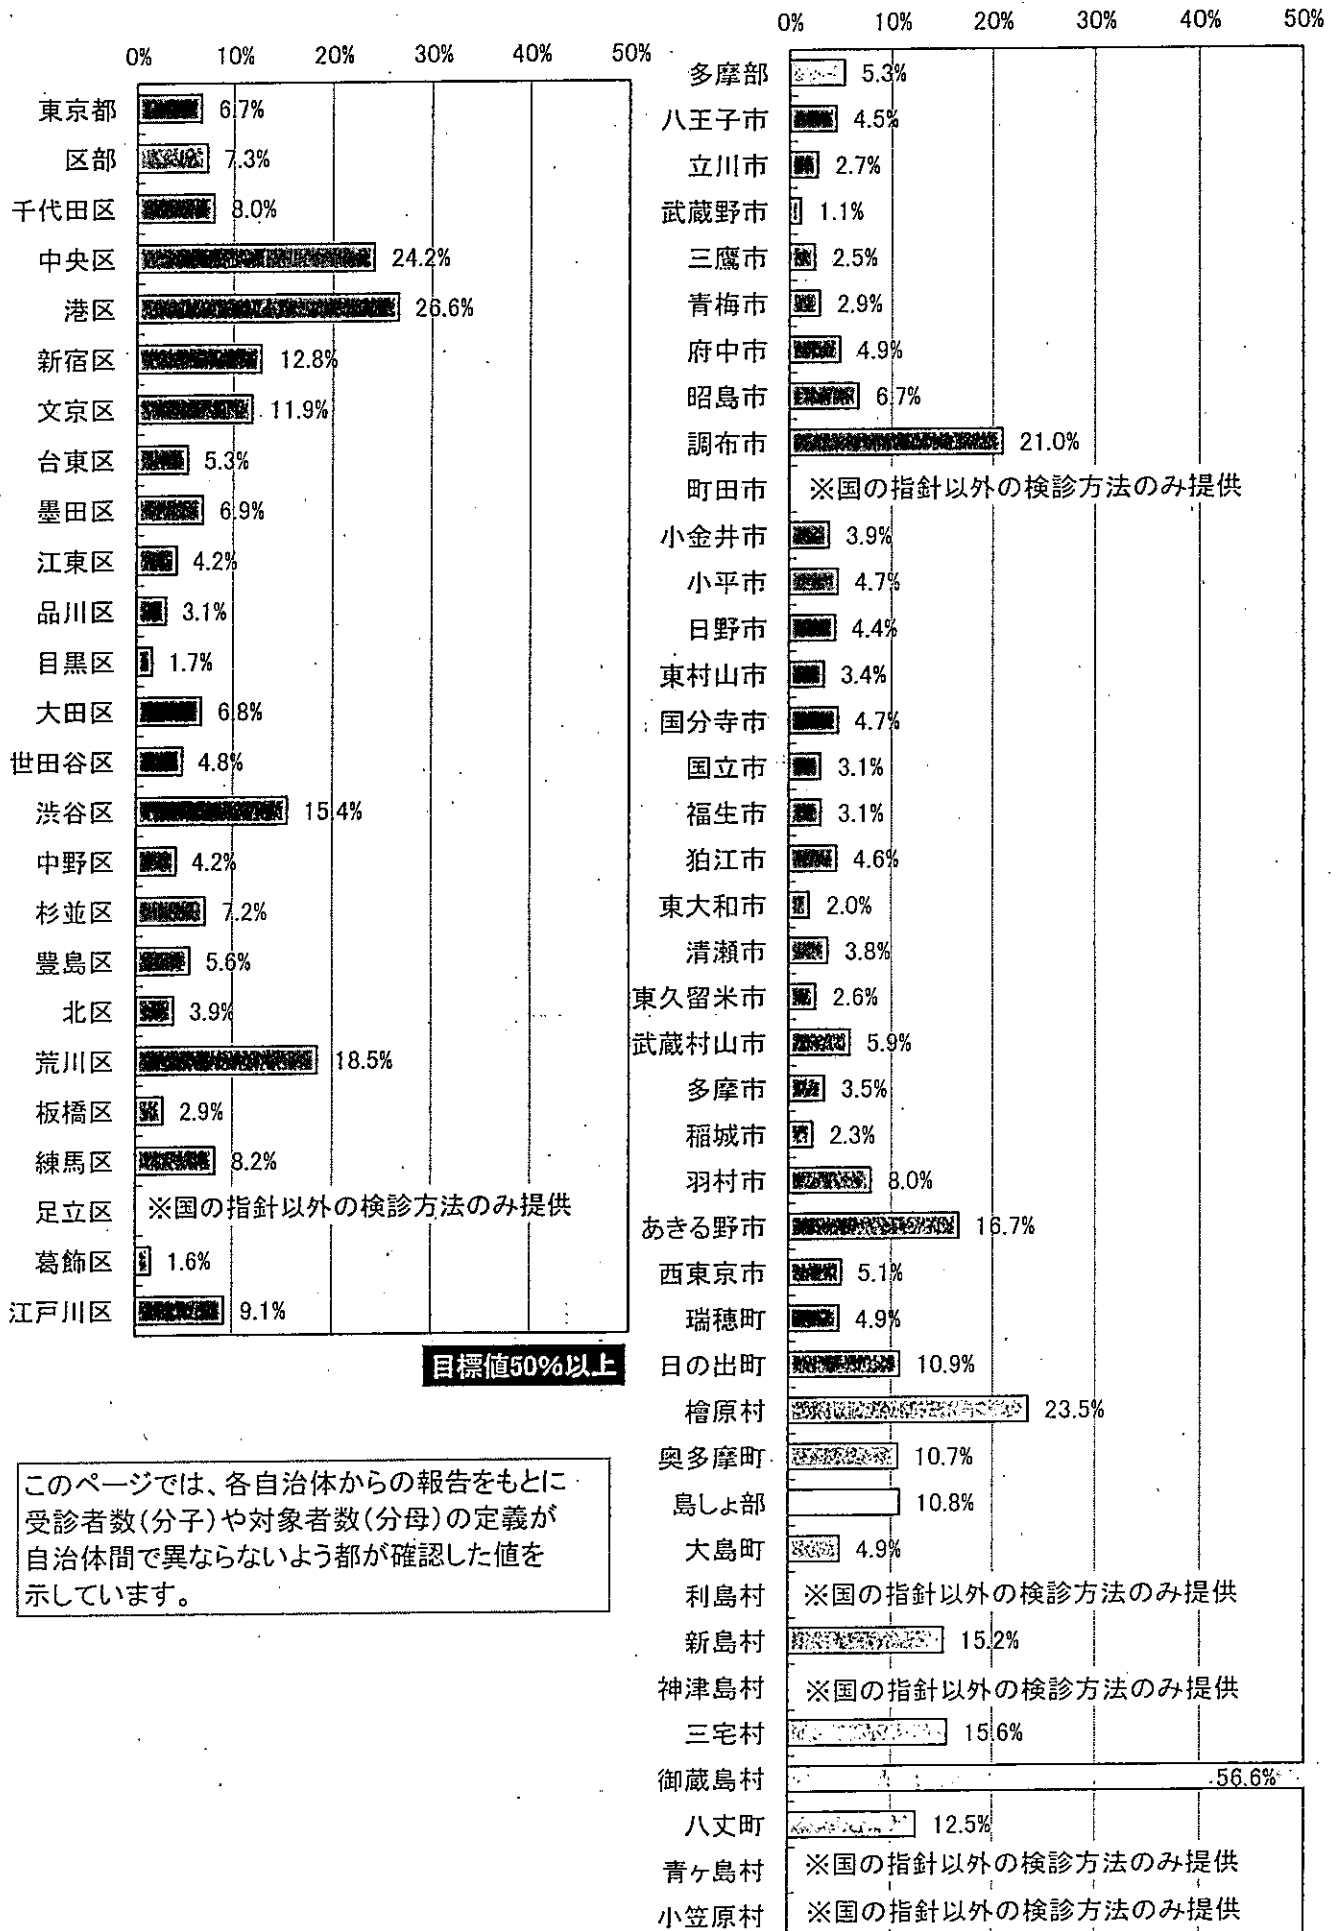 0% 10% 20% 30% 40% 50%
東京都 6.7%
区部 7.3%
千代田区 8.0%
中央区 24.2%
港区 26.6%
新宿区 12.8%
文京区 11.9%
台東区 5.3%
墨田区 6.9%
江東区 4.2%
品川区 3.1%
目黒区 1.7%
大田区 6.8%
世田谷区 4.8%
渋谷区 15.4%
中野区 4.2%
杉並区 7.2%
豊島区 5.6%
北区 3.9%
荒川区 18.5%
板橋区 2.9%
練馬区 8.2%
足立区 ※国の指針以外の検診方法のみ提供
葛飾区 1.6%
江戸川区 9.1%
目標値50%以上
このページでは、各自治体からの報告をもとに
受診者数(分子)や対象者数(分母)の定義が
自治体間で異ならないよう都が確認した値を
示しています。
0% 10% 20% 30% 40% 50%
多摩部 5.3%
八王子市 4.5%
立川市 2.7%
武蔵野市 1.1%
三鷹市 2.5%
青梅市 2.9%
府中市 4.9%
昭島市 6.7%
調布市 21.0%
町田市 ※国の指針以外の検診方法のみ提供
小金井市 3.9%
小平市 4.7%
日野市 4.4%
東村山市 3.4%
国分寺市 4.7%
国立市 3.1%
福生市 3.1%
狛江市 4.6%
東大和市 2.0%
清瀬市 3.8%
東久留米市 2.6%
武蔵村山市 5.9%
多摩市 3.5%
稲城市 2.3%
羽村市 8.0%
あきる野市 16.7%
西東京市 5.1%
瑞穂町 4.9%
日の出町 10.9%
檜原村 23.5%
奥多摩町 10.7%
島しょ部 10.8%
大島町 4.9%
利島村 ※国の指針以外の検診方法のみ提供
新島村 15.2%
神津島村 ※国の指針以外の検診方法のみ提供
三宅村 15.6%
御蔵島村 56.6%
八丈町 12.5%
青ヶ島村 ※国の指針以外の検診方法のみ提供
小笠原村 ※国の指針以外の検診方法のみ提供